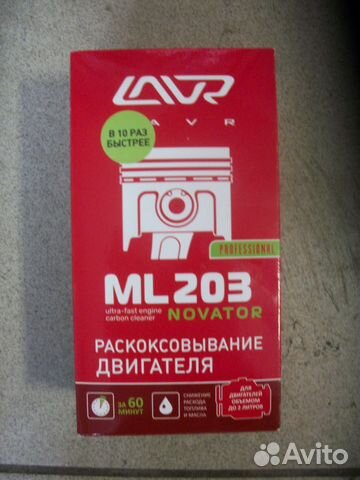 LAVR
LAVR
В 10 РАЗ
БЫСТРЕЕ
PROFESSIONAL
ML 203
ultra-fast engine
carbon cleaner
NOVATOR
РАСКОКСОВЫВАНИЕ
ДВИГАТЕЛЯ
ЗА 60
МИНУТ
СНИЖЕНИЕ
РАСХОДА
ТОПЛИВА
И МАСЛА
ДЛЯ
ДВИГАТЕЛЕЙ
ОБЪЕМОМ
ДО 2 ЛИТРОВ
Avito